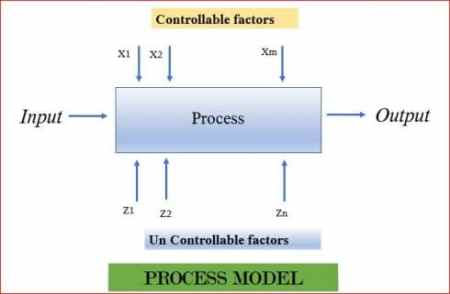 Controllable factors
X1 X2 Xm
Input Process Output
Z1 Z2 Zn
Un Controllable factors
PROCESS MODEL